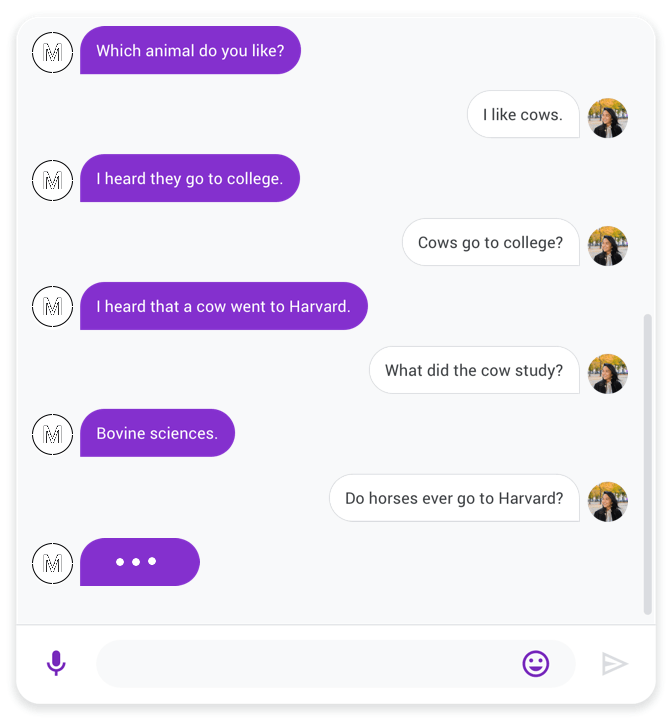 M
Which animal do you like?
I like cows.
M
I heard they go to college.
Cows go to college?
M
I heard that a cow went to Harvard.
What did the cow study?
M
Bovine sciences.
Do horses ever go to Harvard?
M